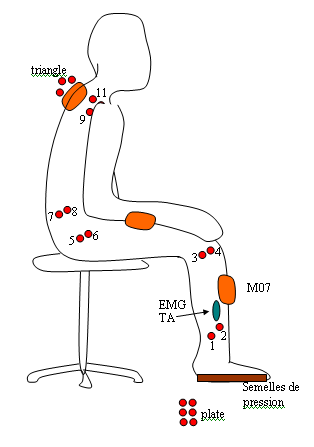 triangle
11
9
7
8
5
6
3
4
M07
EMG
TA
2
1
Semelles de
pression
plate